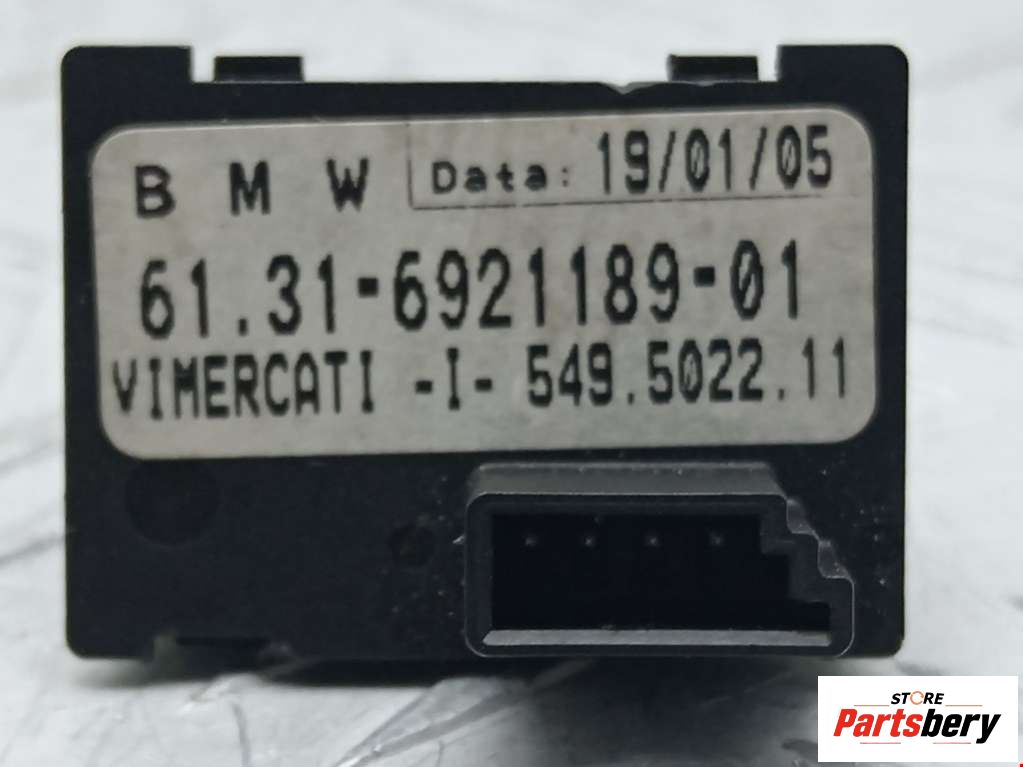 B M W Data: 19/01/05
61.31-6921189-01
VIMERCATI -I- 549.5022.11
STORE
Partsbery